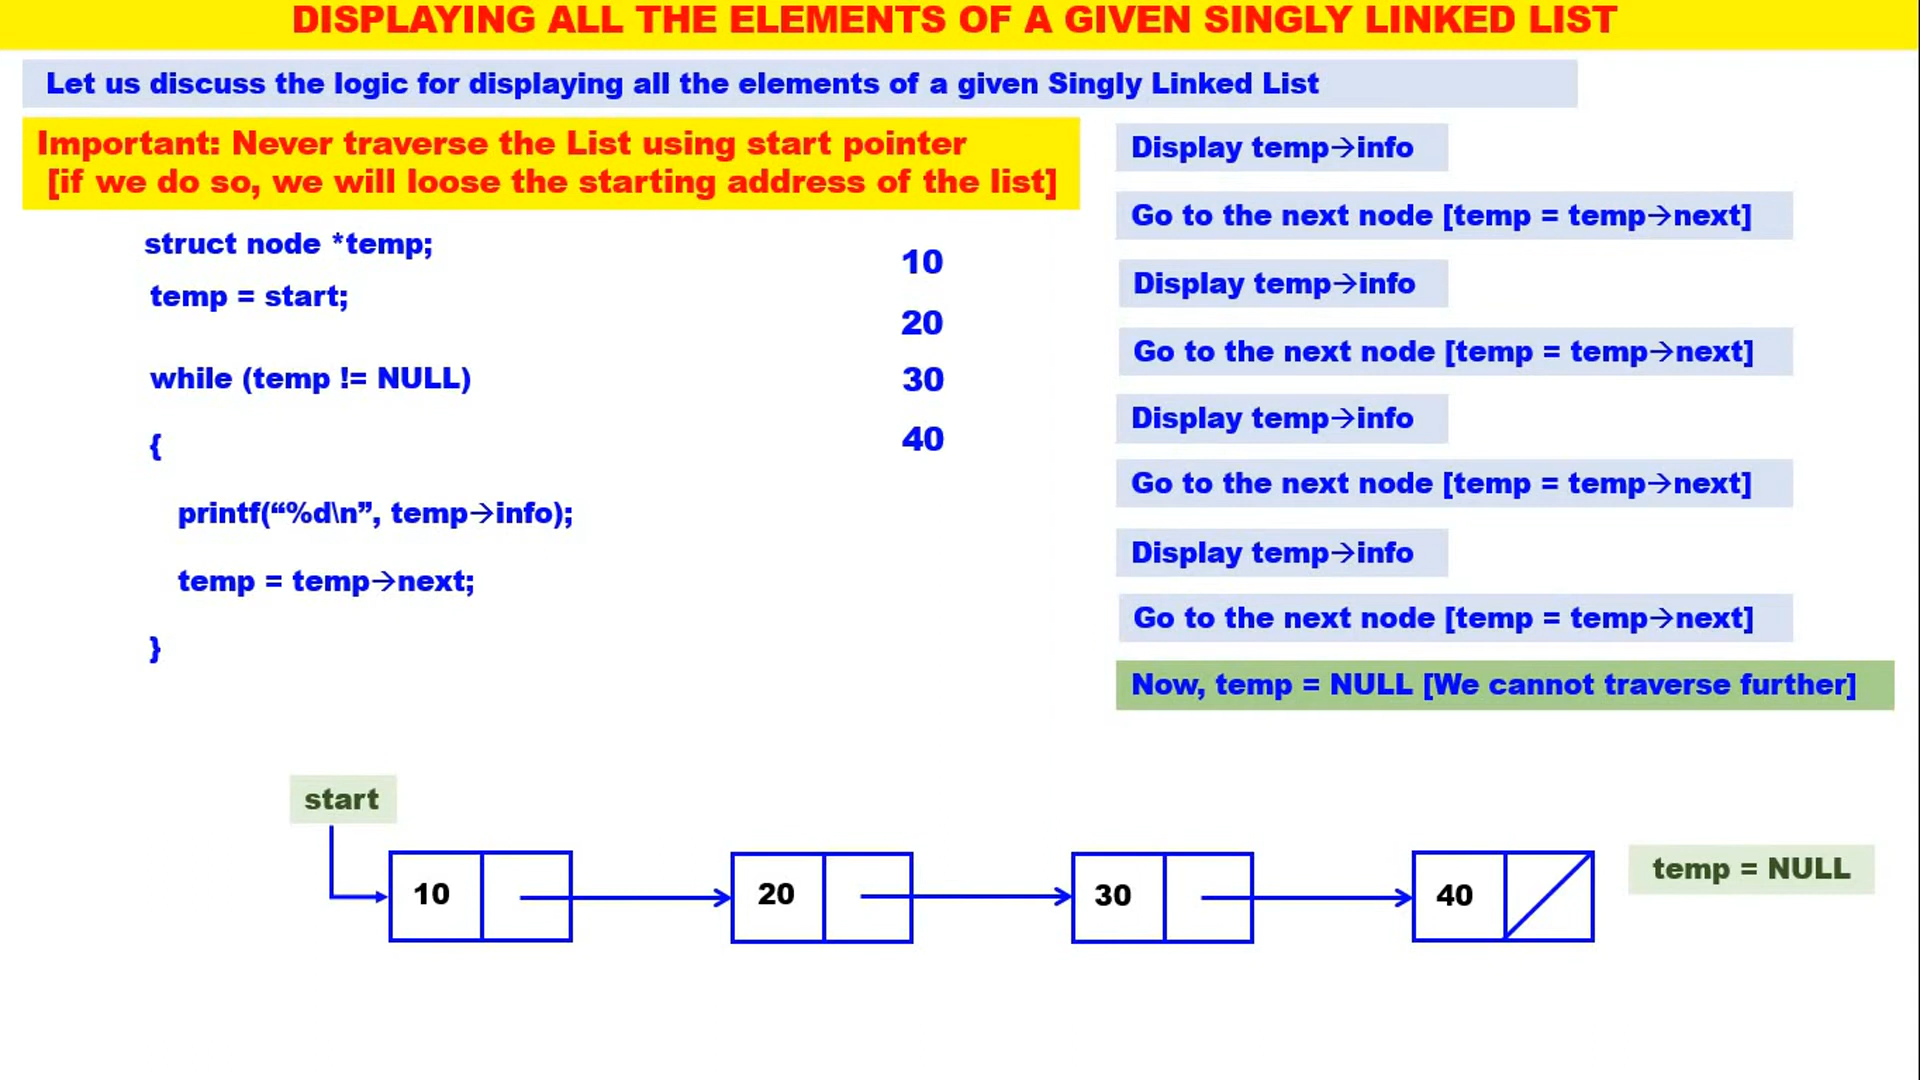 DISPLAYING ALL THE ELEMENTS OF A GIVEN SINGLY LINKED LIST
Let us discuss the logic for displaying all the elements of a given Singly Linked List
Important: Never traverse the List using start pointer
[if we do so, we will loose the starting address of the list]
struct node *temp;
temp = start;
while (temp != NULL)
{
printf(“%d\n”, temp→info);
temp = temp→next;
}
10
20
30
40
Display temp→info
Go to the next node [temp = temp→next]
Display temp→info
Go to the next node [temp = temp→next]
Display temp→info
Go to the next node [temp = temp→next]
Display temp→info
Go to the next node [temp = temp→next]
Now, temp = NULL [We cannot traverse further]
start
10
20
30
40
temp = NULL